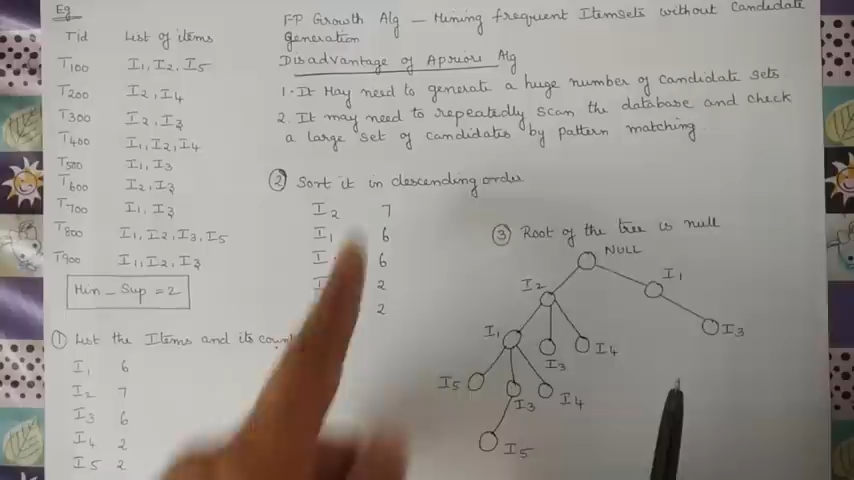 Eg
Tid List of items
T100 I1, I2, I5
T200 I2, I4
T300 I2, I3
T400 I1, I2, I4
T500 I1, I3
T600 I2, I3
T700 I1, I3
T800 I1, I2, I3, I5
T900 I1, I2, I3
Min_Sup = 2
① List the Items and its coun
I1 6
I2 7
I3 6
I4 2
I5 2
FP Growth Alg – Mining frequent Itemsets without Candidate
Generation
Disadvantage of Apriori Alg
1. It May need to generate a huge number of candidate sets.
2. It may need to repeatedly scan the database and check
a large set of candidates by pattern matching.
② Sort it in descending order
I2 7
I1 6
6
2
2
③ Root of the tree is null
NULL
I2 I1
I1 I3 I4 I3
I5 I3 I4
I5